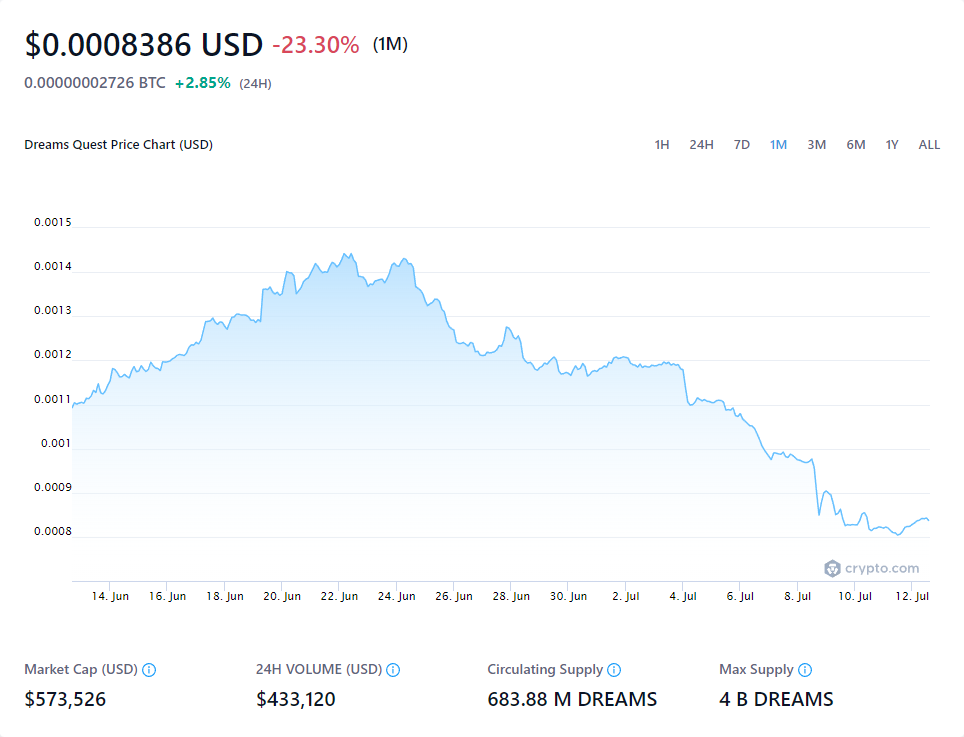 $0.0008386 USD -23.30% (1M)
0.00000002726 BTC +2.85% (24H)
Dreams Quest Price Chart (USD)
1H 24H 7D 1M 3M 6M 1Y ALL
0.0015
0.0014
0.0013
0.0012
0.0011
0.001
0.0009
0.0008
crypto.com
14. Jun 16. Jun 18. Jun 20. Jun 22. Jun 24. Jun 26. Jun 28. Jun 30. Jun 2. Jul 4. Jul 6. Jul 8. Jul 10. Jul 12. Jul
Market Cap (USD) 24H VOLUME (USD) Circulating Supply Max Supply
$573,526 $433,120 683.88 M DREAMS 4 B DREAMS